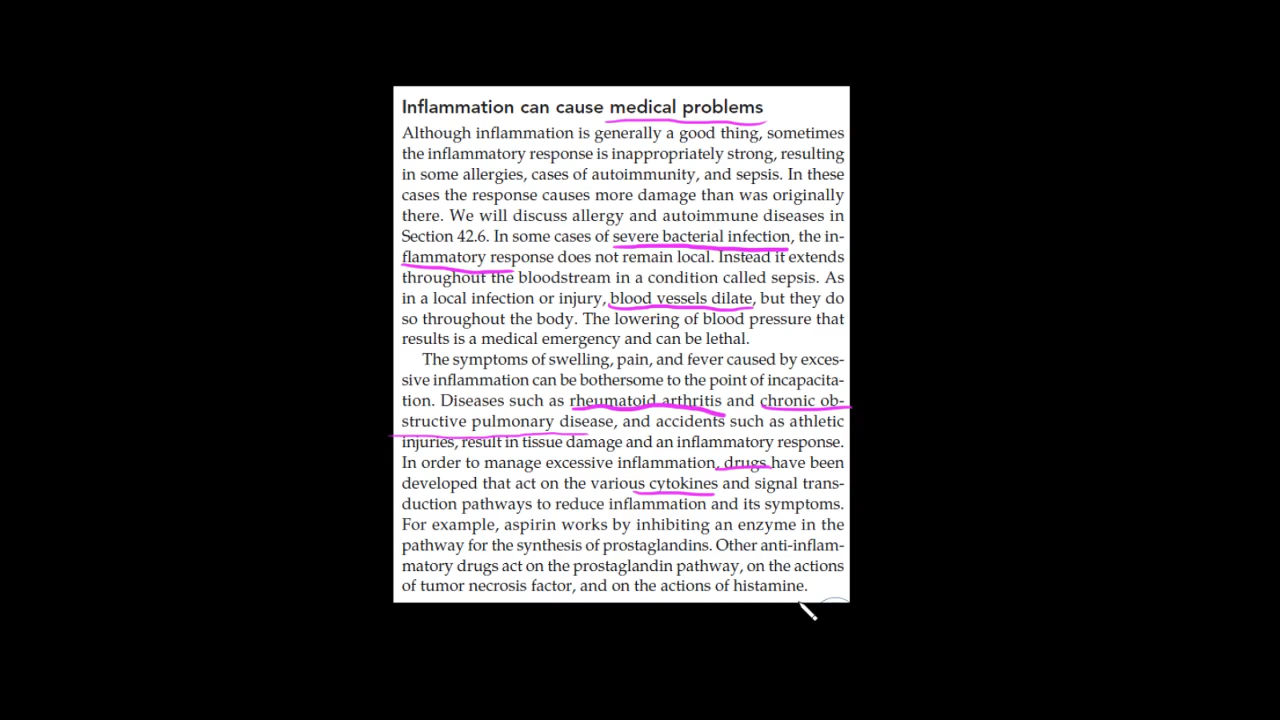 Inflammation can cause medical problems
Although inflammation is generally a good thing, sometimes
the inflammatory response is inappropriately strong, resulting
in some allergies, cases of autoimmunity, and sepsis. In these
cases the response causes more damage than was originally
there. We will discuss allergy and autoimmune diseases in
Section 42.6. In some cases of severe bacterial infection, the in-
flammatory response does not remain local. Instead it extends
throughout the bloodstream in a condition called sepsis. As
in a local infection or injury, blood vessels dilate, but they do
so throughout the body. The lowering of blood pressure that
results is a medical emergency and can be lethal.
The symptoms of swelling, pain, and fever caused by exces-
sive inflammation can be bothersome to the point of incapacita-
tion. Diseases such as rheumatoid arthritis and chronic ob-
structive pulmonary disease, and accidents such as athletic
injuries, result in tissue damage and an inflammatory response.
In order to manage excessive inflammation, drugs have been
developed that act on the various cytokines and signal trans-
duction pathways to reduce inflammation and its symptoms.
For example, aspirin works by inhibiting an enzyme in the
pathway for the synthesis of prostaglandins. Other anti-inflam-
matory drugs act on the prostaglandin pathway, on the actions
of tumor necrosis factor, and on the actions of histamine.